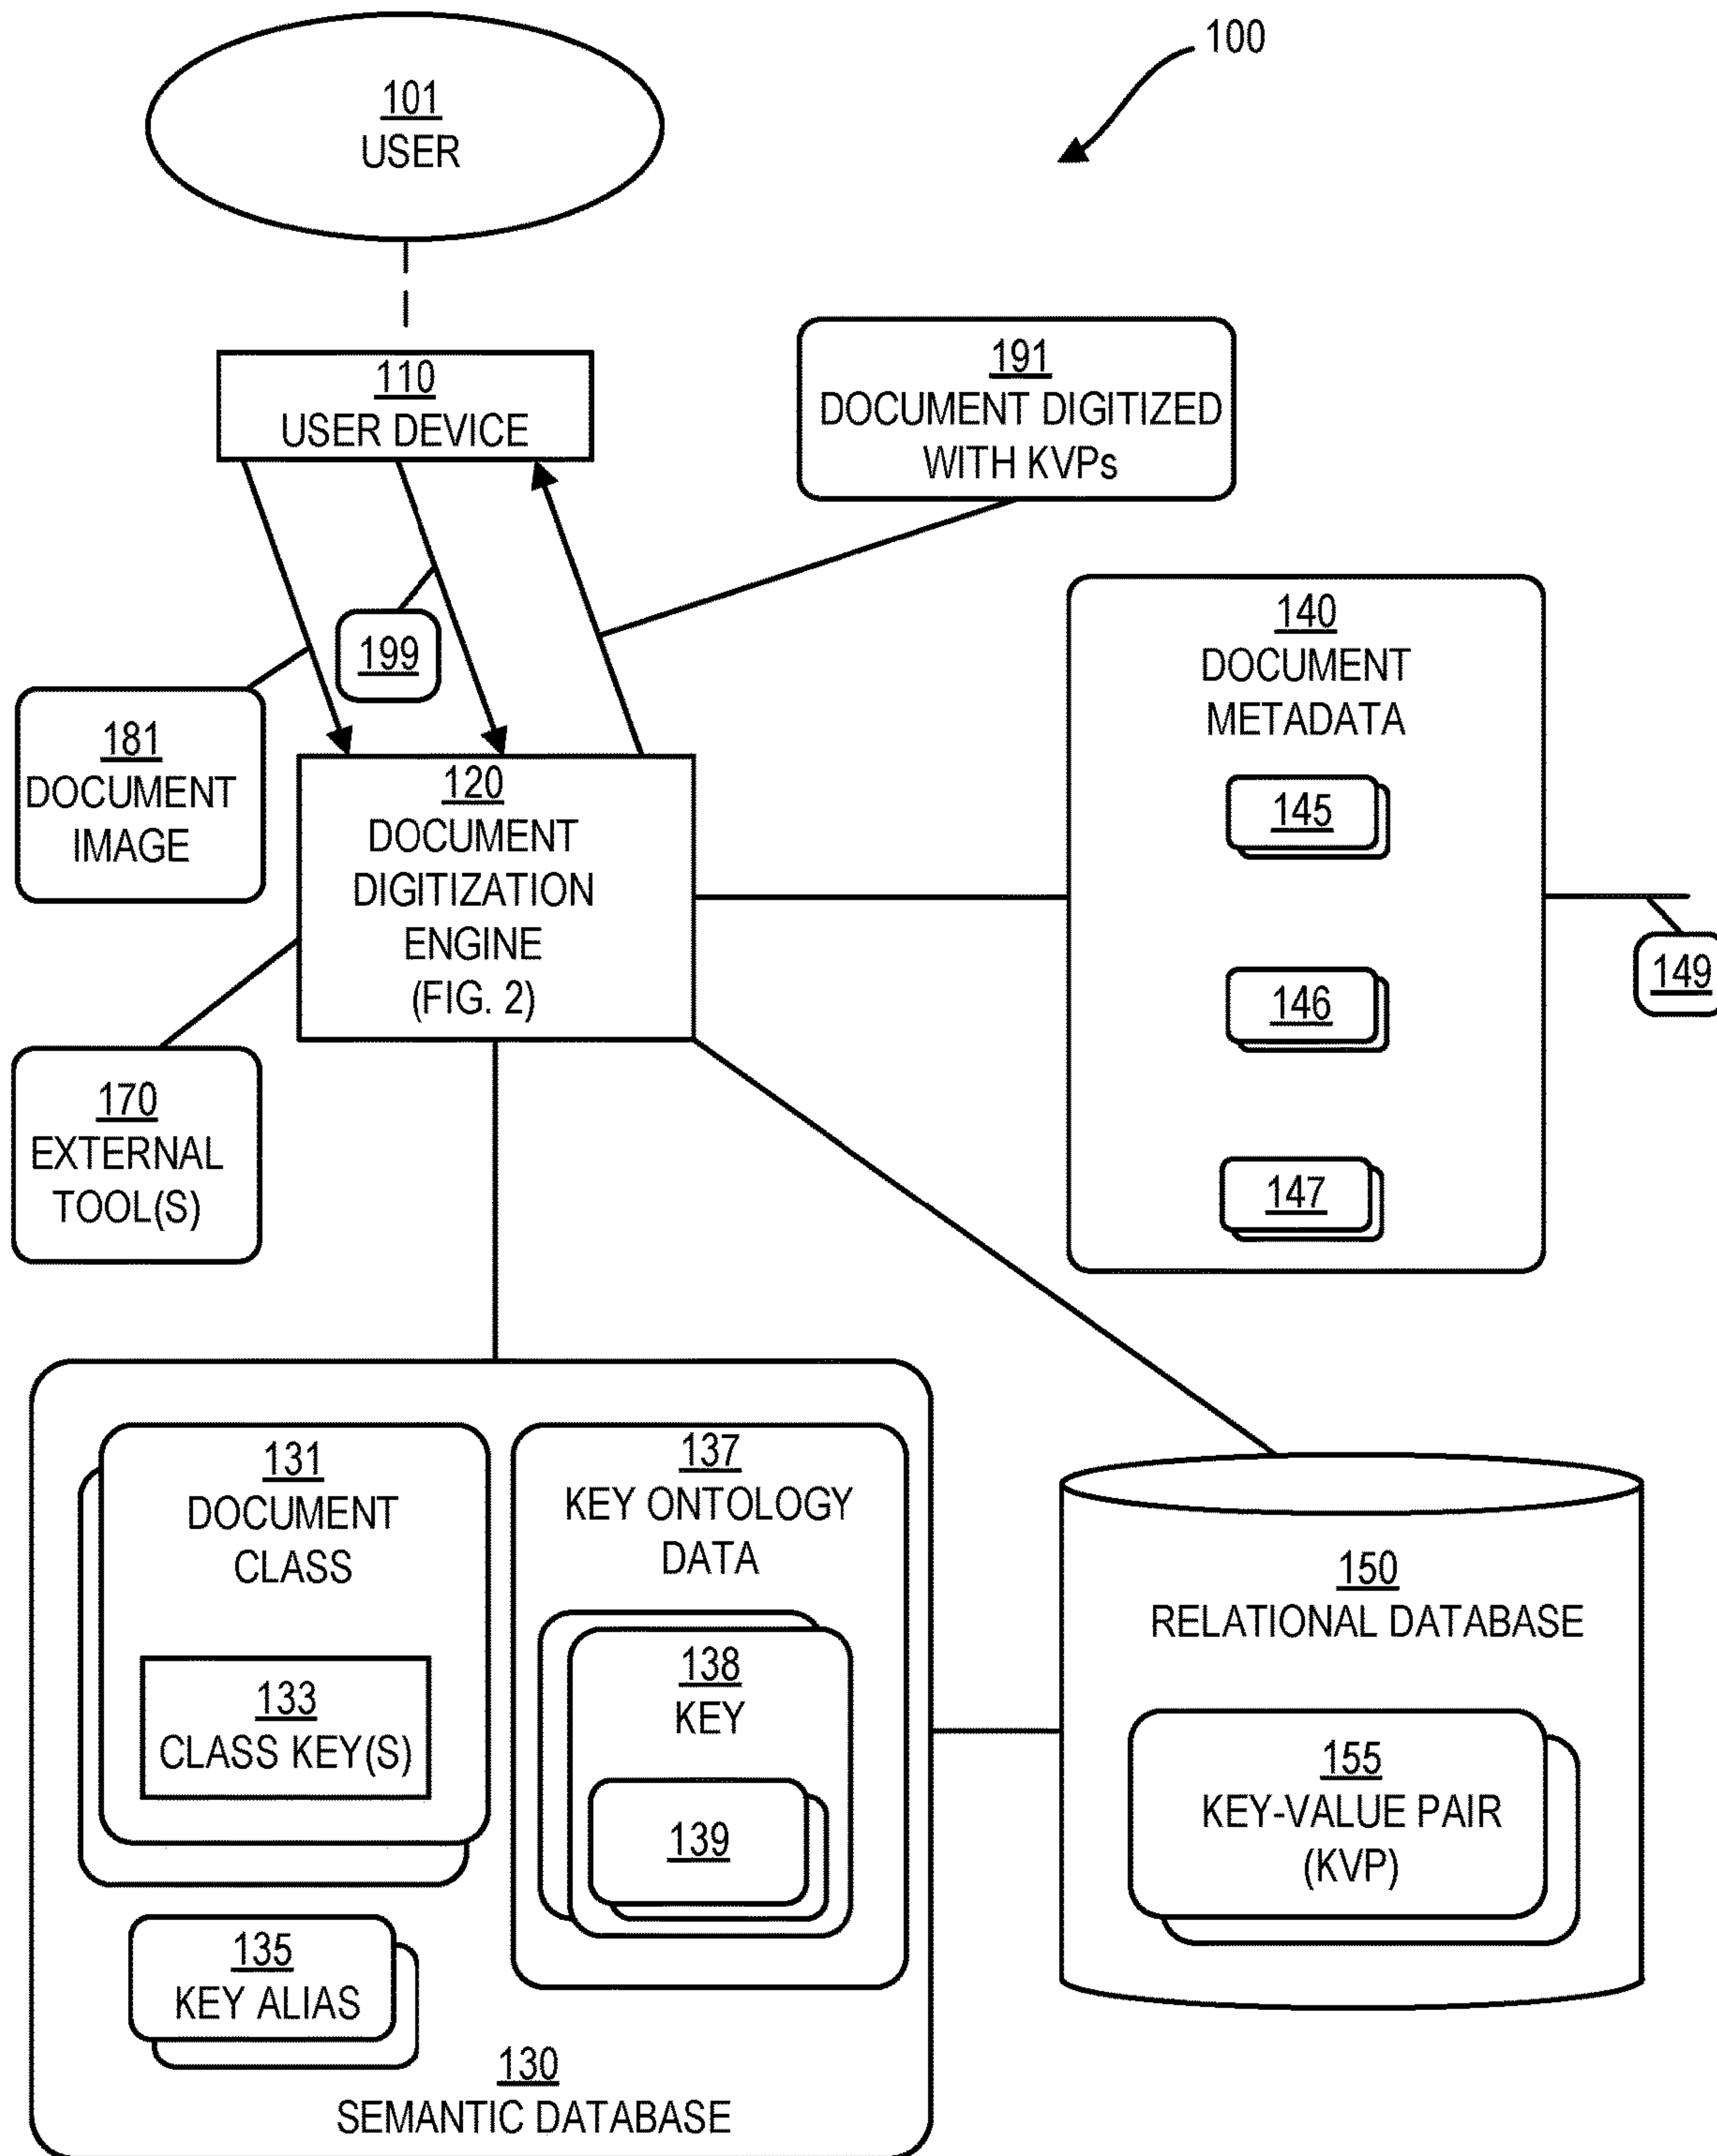 100
101
USER
110
USER DEVICE
191
DOCUMENT DIGITIZED
WITH KVPs
199
181
DOCUMENT
IMAGE
120
DOCUMENT
DIGITIZATION
ENGINE
(FIG. 2)
140
DOCUMENT
METADATA
145
146
147
149
170
EXTERNAL
TOOL(S)
131
DOCUMENT
CLASS
133
CLASS KEY(S)
135
KEY ALIAS
137
KEY ONTOLOGY
DATA
138
KEY
139
130
SEMANTIC DATABASE
150
RELATIONAL DATABASE
155
KEY-VALUE PAIR
(KVP)